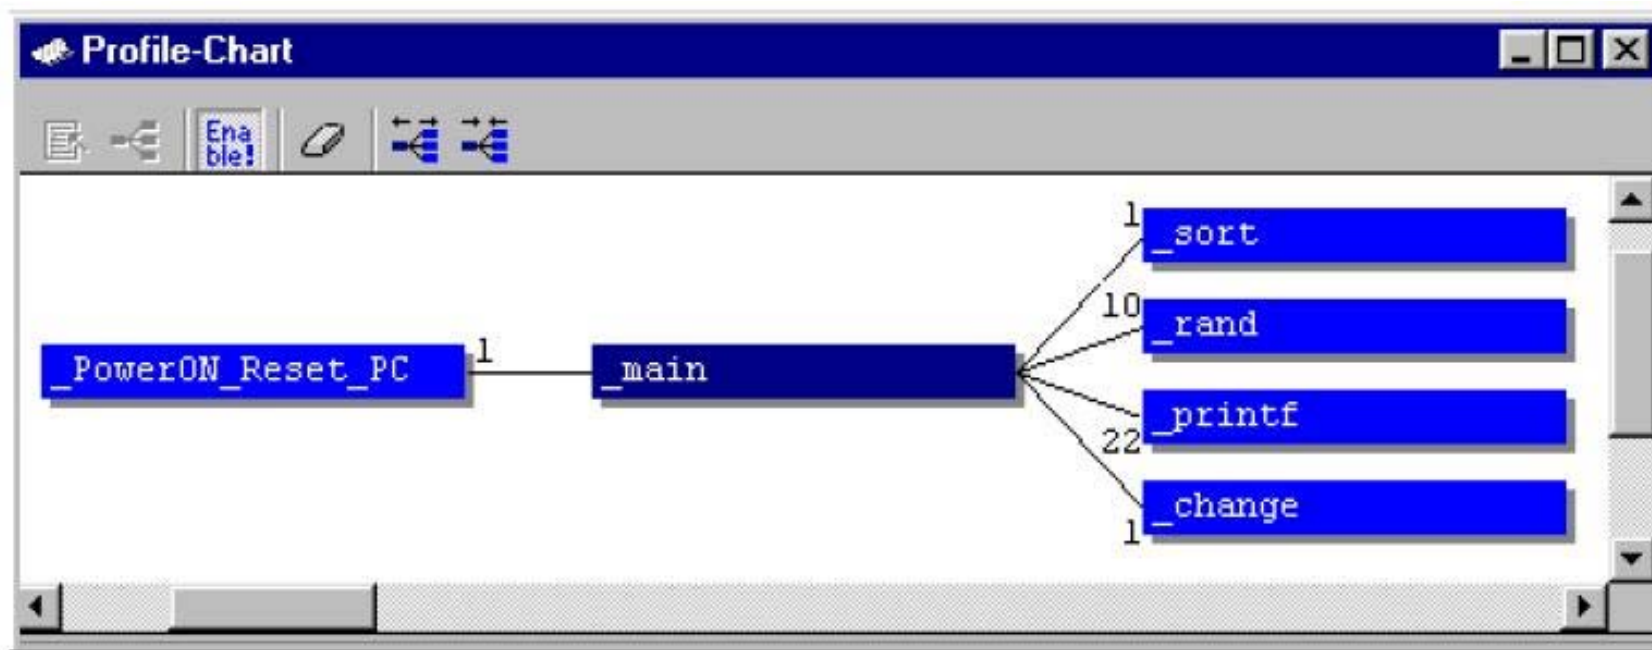 Profile-Chart
Ena
ble!
1
_sort
10
_rand
_PowerON_Reset_PC
1
_main
_printf
22
_change
1